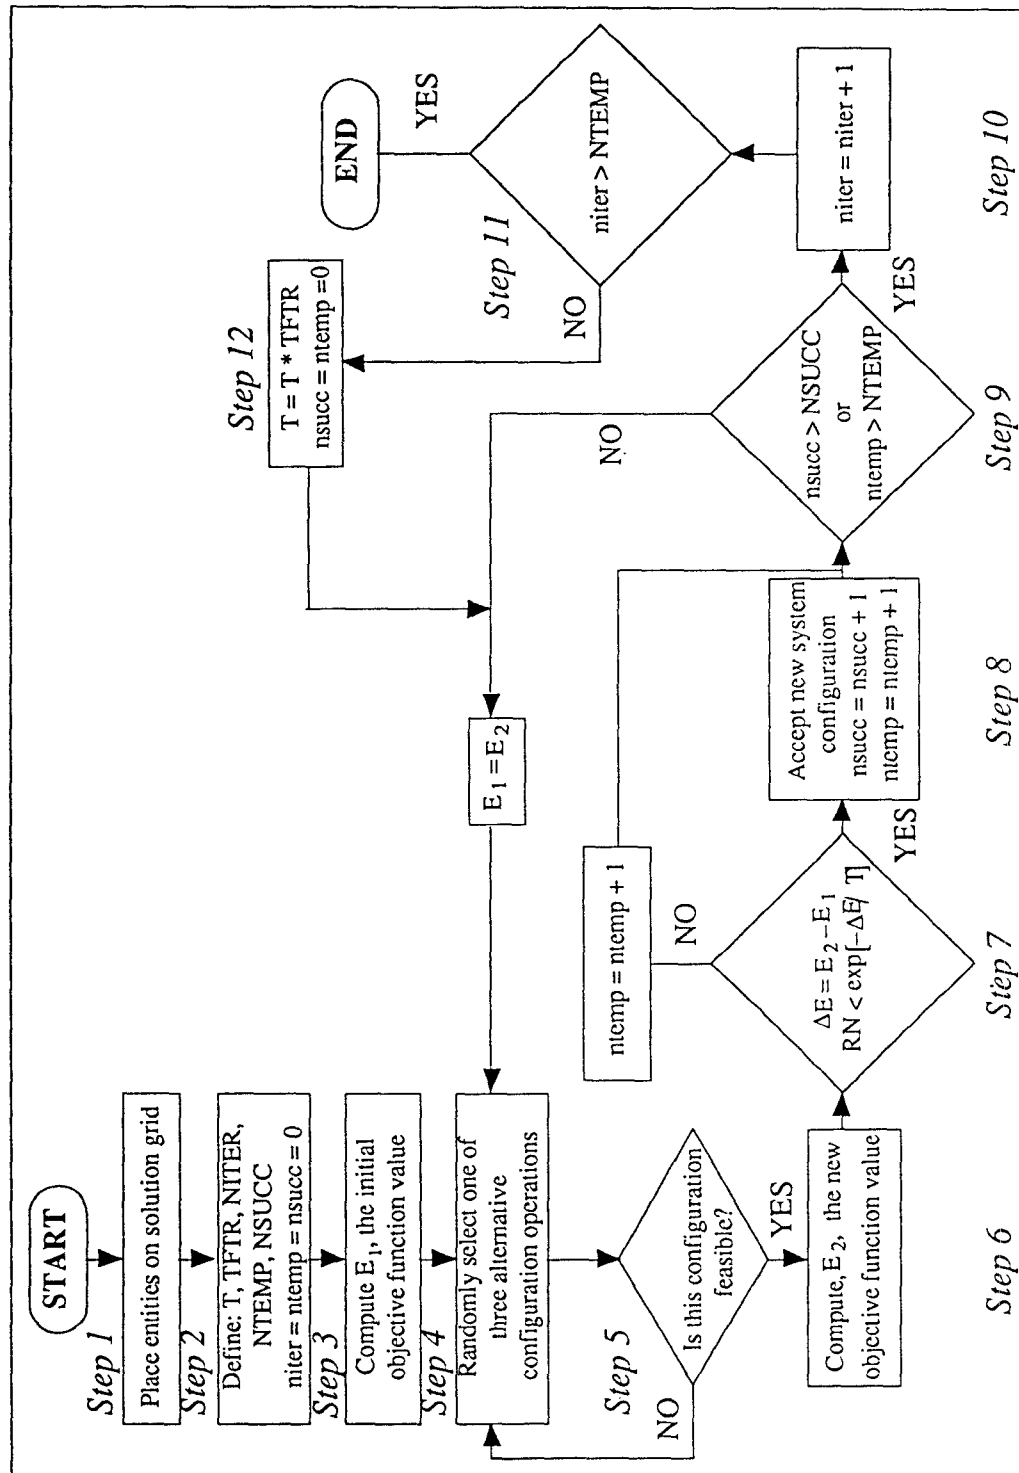 START
Step 1
Place entities on solution grid
Step 2
Define: T, TFTR, NITER,
NTEMP, NSUCC
niter = ntemp = nsucc = 0
Step 3
Compute E₁, the initial
objective function value
Step 4
Randomly select one of
three alternative
configuration operations
Step 5
Is this configuration
feasible?
NO
YES
Step 6
Compute, E₂, the new
objective function value
Step 7
ΔE = E₂ − E₁
RN < exp[−ΔE/ T]
NO
YES
ntemp = ntemp + 1
Step 8
Accept new system
configuration
nsucc = nsucc + 1
ntemp = ntemp + 1
Step 9
nsucc > NSUCC
or
ntemp > NTEMP
NO
YES
E₁ = E₂
Step 10
niter = niter + 1
Step 11
niter > NTEMP
NO
YES
Step 12
T = T * TFTR
nsucc = ntemp =0
END